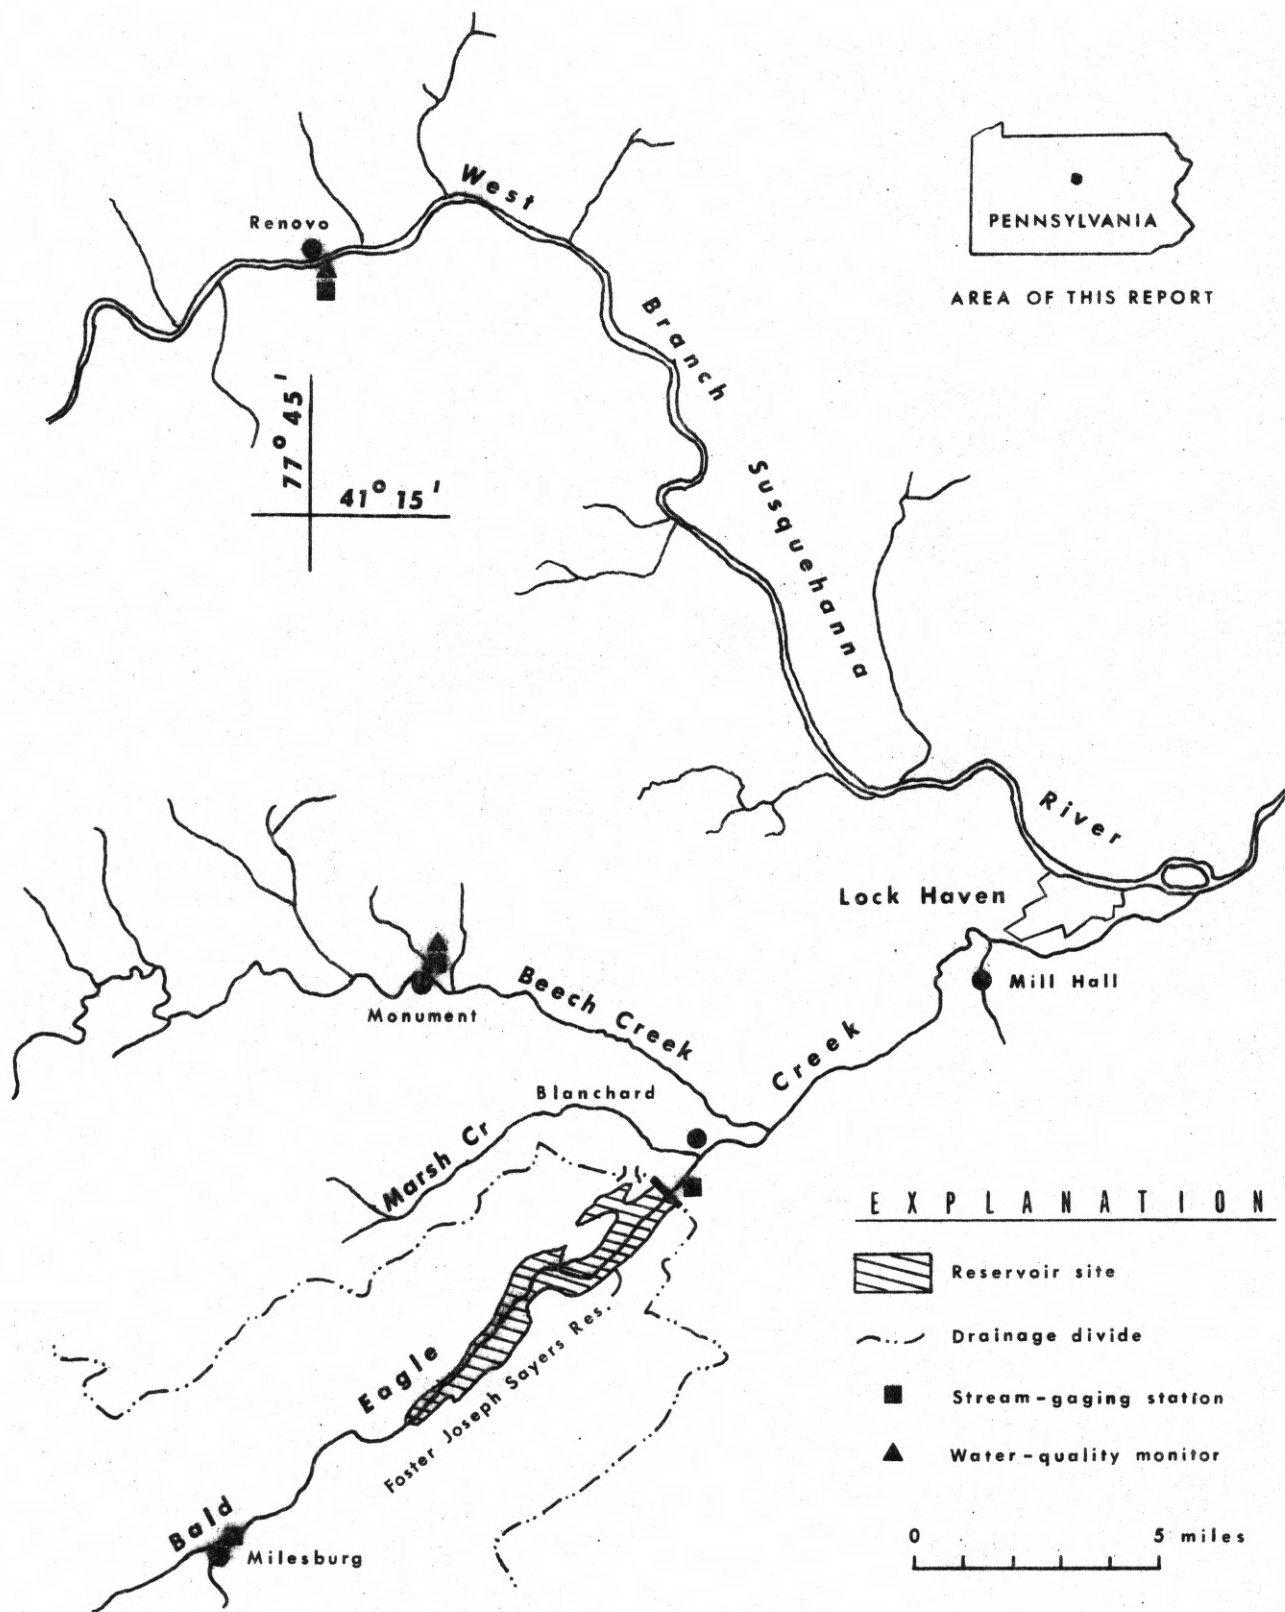 West
Renovo
PENNSYLVANIA
AREA OF THIS REPORT
Branch
77° 45'
41° 15'
Susquehanna
River
Lock Haven
Mill Hall
Beech Creek
Monument
Creek
Blanchard
Marsh Cr
EXPLANATION
Reservoir site
Drainage divide
Stream-gaging station
Water-quality monitor
Eagle
Foster Joseph Sayers Res.
Bald
Milesburg
0 5 miles